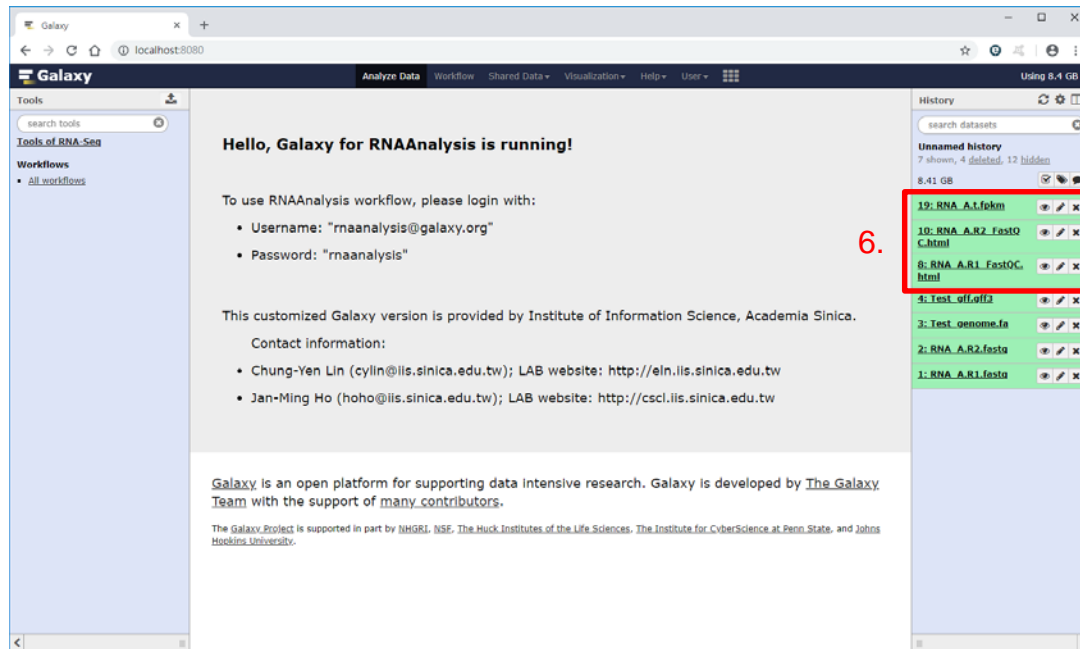 Galaxy
localhost:8080
Galaxy
Analyze Data Workflow Shared Data Visualization Help User
Using 8.4 GB
Tools
search tools
Tools of RNA-Seq
Workflows
• All workflows
Hello, Galaxy for RNAAnalysis is running!
To use RNAAnalysis workflow, please login with:
• Username: "rnaanalysis@galaxy.org"
• Password: "rnaanalysis"
This customized Galaxy version is provided by Institute of Information Science, Academia Sinica.
Contact information:
• Chung-Yen Lin (cylin@iis.sinica.edu.tw); LAB website: http://eln.iis.sinica.edu.tw
• Jan-Ming Ho (hoho@iis.sinica.edu.tw); LAB website: http://cscl.iis.sinica.edu.tw
Galaxy is an open platform for supporting data intensive research. Galaxy is developed by The Galaxy
Team with the support of many contributors.
The Galaxy Project is supported in part by NHGRI, NSF, The Huck Institutes of the Life Sciences, The Institute for CyberScience at Penn State, and Johns
Hopkins University.
6.
History
search datasets
Unnamed history
7 shown, 4 deleted, 12 hidden
8.41 GB
19: RNA_A.t.fpkm
10: RNA_A.R2_FastQ
C.html
8: RNA_A.R1_FastQC.
html
4: Test_gff.gff3
3: Test_genome.fa
2: RNA_A.R2.fastq
1: RNA_A.R1.fastq